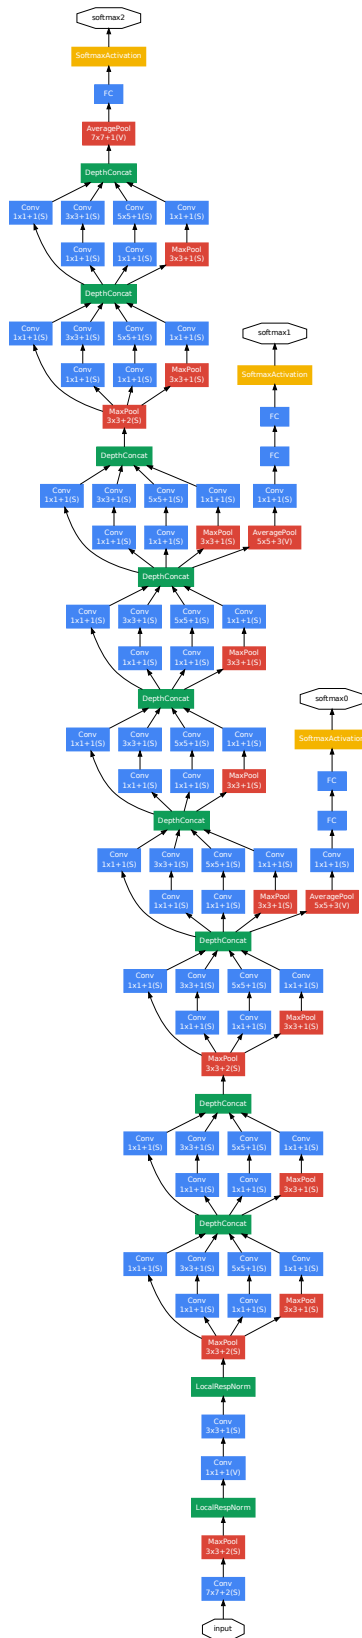 softmax2
SoftmaxActivation
FC
AveragePool
7x7+1(V)
DepthConcat
Conv Conv Conv Conv
1x1+1(S) 3x3+1(S) 5x5+1(S) 1x1+1(S)
Conv Conv MaxPool
1x1+1(S) 1x1+1(S) 3x3+1(S)
DepthConcat
Conv Conv Conv Conv
1x1+1(S) 3x3+1(S) 5x5+1(S) 1x1+1(S)
softmax1
Conv Conv MaxPool
1x1+1(S) 1x1+1(S) 3x3+1(S)
SoftmaxActivation
MaxPool
3x3+2(S)
FC
DepthConcat
FC
Conv Conv Conv Conv Conv
1x1+1(S) 3x3+1(S) 5x5+1(S) 1x1+1(S) 1x1+1(S)
Conv Conv MaxPool AveragePool
1x1+1(S) 1x1+1(S) 3x3+1(S) 5x5+3(V)
DepthConcat
Conv Conv Conv Conv
1x1+1(S) 3x3+1(S) 5x5+1(S) 1x1+1(S)
Conv Conv MaxPool
1x1+1(S) 1x1+1(S) 3x3+1(S)
DepthConcat
softmax0
Conv Conv Conv Conv
1x1+1(S) 3x3+1(S) 5x5+1(S) 1x1+1(S)
SoftmaxActivation
Conv Conv MaxPool
1x1+1(S) 1x1+1(S) 3x3+1(S)
FC
DepthConcat
FC
Conv Conv Conv Conv Conv
1x1+1(S) 3x3+1(S) 5x5+1(S) 1x1+1(S) 1x1+1(S)
Conv Conv MaxPool AveragePool
1x1+1(S) 1x1+1(S) 3x3+1(S) 5x5+3(V)
DepthConcat
Conv Conv Conv Conv
1x1+1(S) 3x3+1(S) 5x5+1(S) 1x1+1(S)
Conv Conv MaxPool
1x1+1(S) 1x1+1(S) 3x3+1(S)
MaxPool
3x3+2(S)
DepthConcat
Conv Conv Conv Conv
1x1+1(S) 3x3+1(S) 5x5+1(S) 1x1+1(S)
Conv Conv MaxPool
1x1+1(S) 1x1+1(S) 3x3+1(S)
DepthConcat
Conv Conv Conv Conv
1x1+1(S) 3x3+1(S) 5x5+1(S) 1x1+1(S)
Conv Conv MaxPool
1x1+1(S) 1x1+1(S) 3x3+1(S)
MaxPool
3x3+2(S)
LocalRespNorm
Conv
3x3+1(S)
Conv
1x1+1(V)
LocalRespNorm
MaxPool
3x3+2(S)
Conv
7x7+2(S)
input